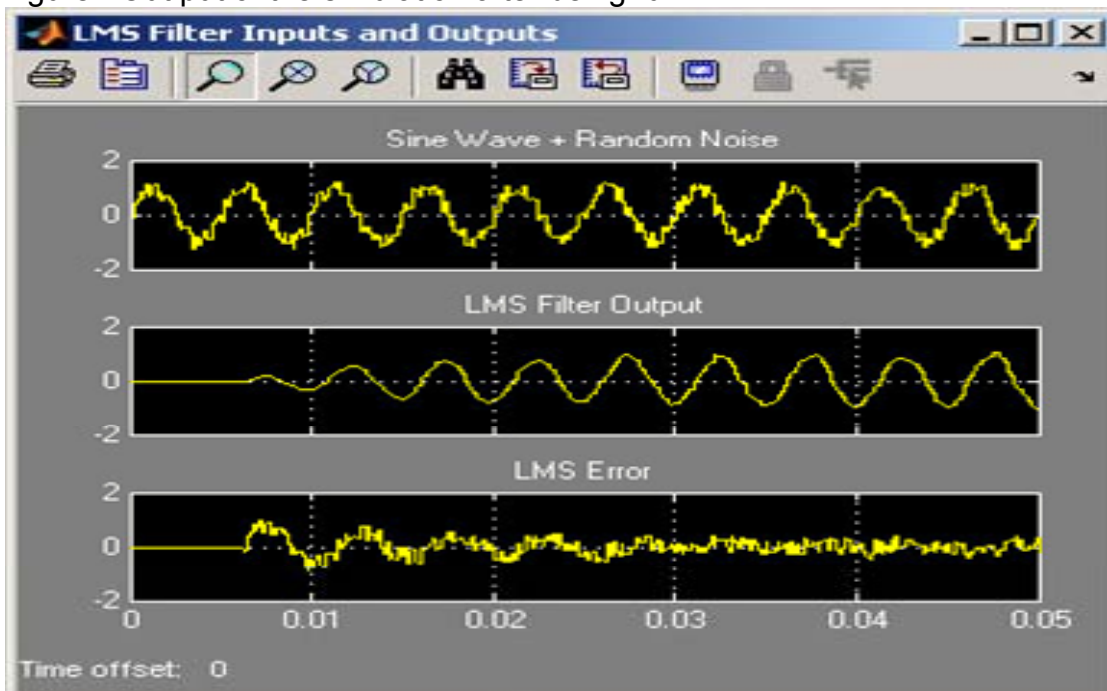 LMS Filter Inputs and Outputs
Sine Wave + Random Noise
2
0
-2
LMS Filter Output
2
0
-2
LMS Error
2
0
-2
0 0.01 0.02 0.03 0.04 0.05
Time offset: 0